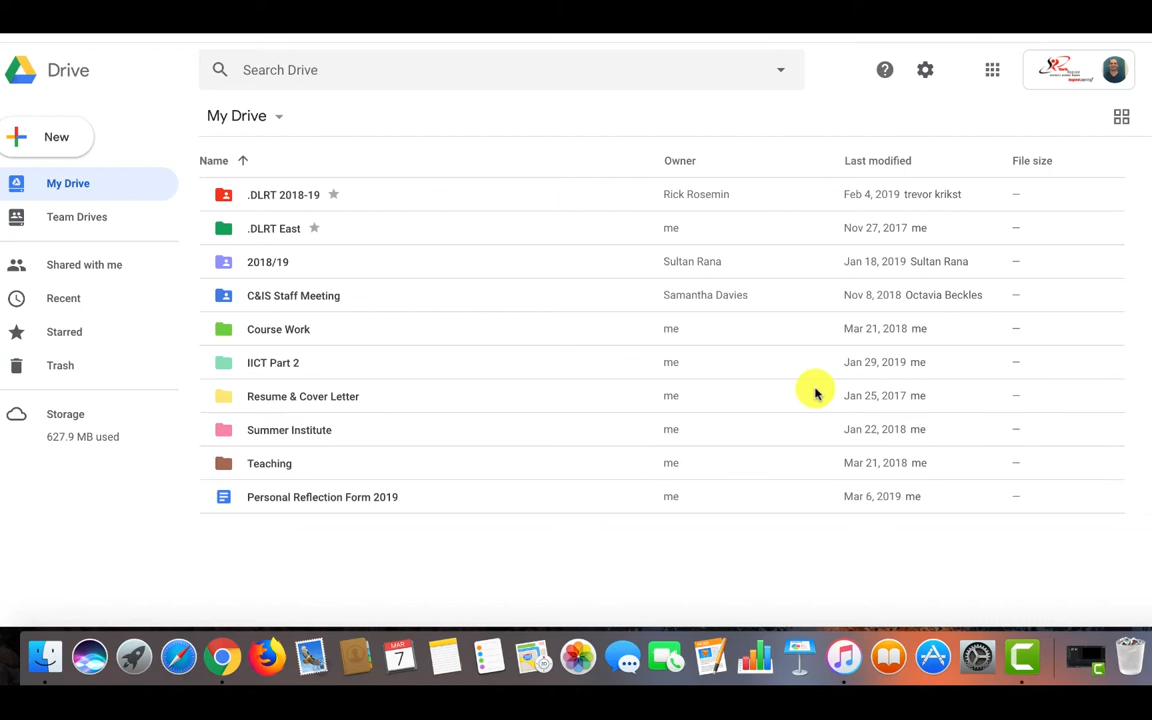 Drive
Search Drive
New
My Drive
Name
Owner
Last modified
File size
My Drive
Team Drives
Shared with me
Recent
Starred
Trash
Storage
627.9 MB used
.DLRT 2018-19 Rick Rosemin Feb 4, 2019 trevor krikst —
.DLRT East me Nov 27, 2017 me —
2018/19 Sultan Rana Jan 18, 2019 Sultan Rana —
C&IS Staff Meeting Samantha Davies Nov 8, 2018 Octavia Beckles —
Course Work me Mar 21, 2018 me —
IICT Part 2 me Jan 29, 2019 me —
Resume & Cover Letter me Jan 25, 2017 me —
Summer Institute me Jan 22, 2018 me —
Teaching me Mar 21, 2018 me —
Personal Reflection Form 2019 me Mar 6, 2019 me —
MAR
7